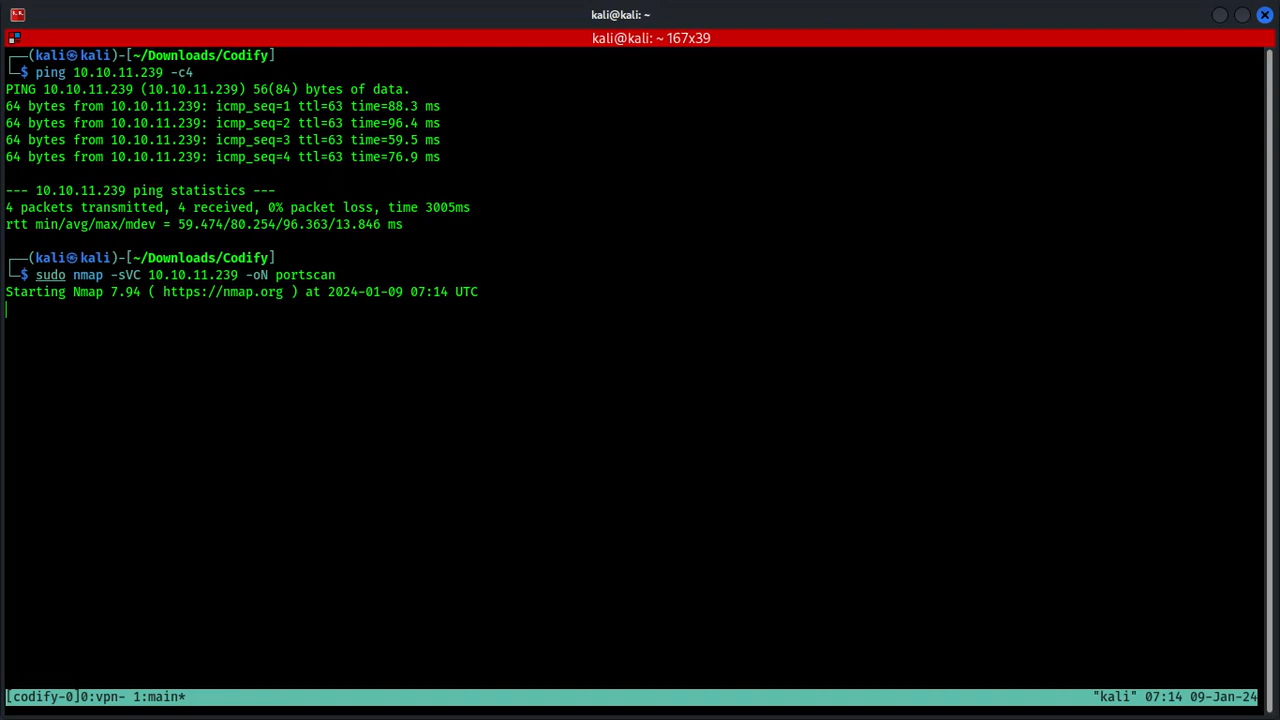 kali@kali: ~
kali@kali: ~ 167x39
┌──(kali㉿kali)-[~/Downloads/Codify]
└─$ ping 10.10.11.239 -c4
PING 10.10.11.239 (10.10.11.239) 56(84) bytes of data.
64 bytes from 10.10.11.239: icmp_seq=1 ttl=63 time=88.3 ms
64 bytes from 10.10.11.239: icmp_seq=2 ttl=63 time=96.4 ms
64 bytes from 10.10.11.239: icmp_seq=3 ttl=63 time=59.5 ms
64 bytes from 10.10.11.239: icmp_seq=4 ttl=63 time=76.9 ms
--- 10.10.11.239 ping statistics ---
4 packets transmitted, 4 received, 0% packet loss, time 3005ms
rtt min/avg/max/mdev = 59.474/80.254/96.363/13.846 ms
┌──(kali㉿kali)-[~/Downloads/Codify]
└─$ sudo nmap -sVC 10.10.11.239 -oN portscan
Starting Nmap 7.94 ( https://nmap.org ) at 2024-01-09 07:14 UTC
[codify-0]0:vpn- 1:main* "kali" 07:14 09-Jan-24